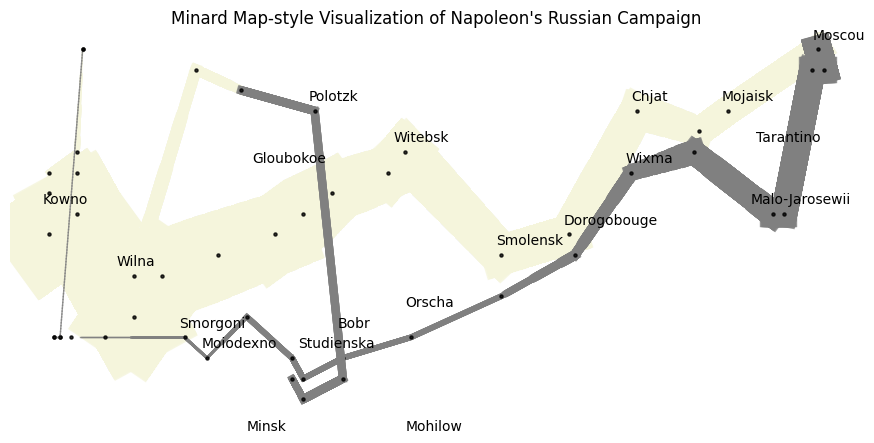 Minard Map-style Visualization of Napoleon's Russian Campaign
Moscou
Polotzk
Chjat
Mojaisk
Witebsk
Tarantino
Gloubokoe
Wixma
Kowno
Malo-Jarosewii
Dorogobouge
Smolensk
Wilna
Orscha
Smorgoni
Bobr
Moiodexno
Studienska
Minsk
Mohilow